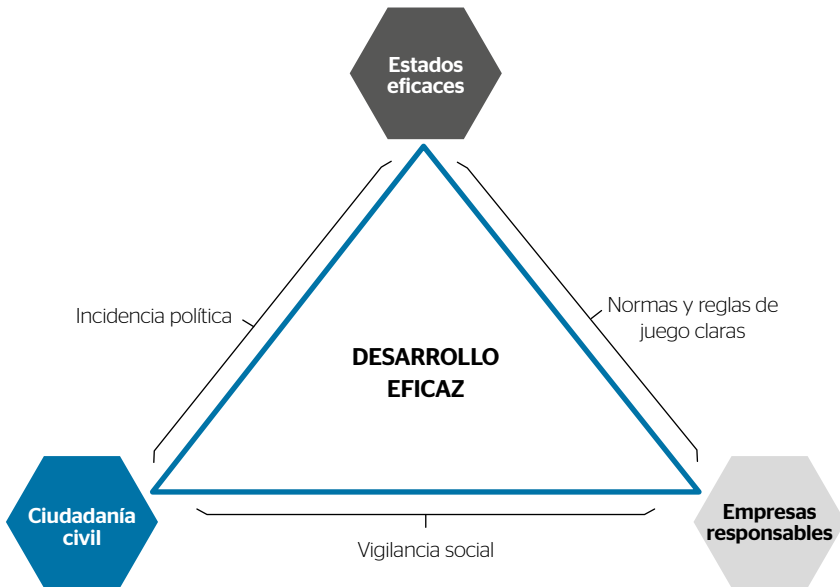 Estados
eficaces
Incidencia política
Normas y reglas de
juego claras
DESARROLLO
EFICAZ
Ciudadanía
civil
Vigilancia social
Empresas
responsables